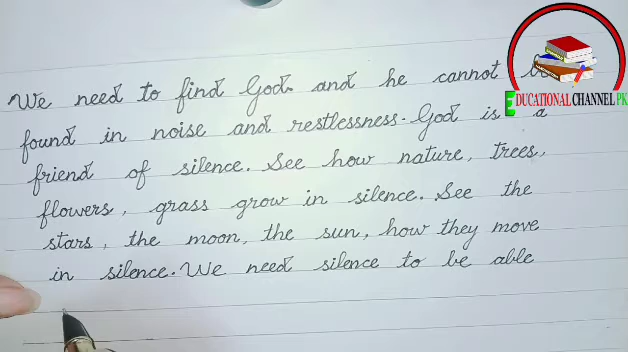 We need to find God. and he cannot
found in noise and restlessness. God is a
friend of silence. See how nature, trees,
flowers, grass grow in silence. See the
stars, the moon, the sun, how they move
in silence. We need silence to be able
EDUCATIONAL CHANNEL PK